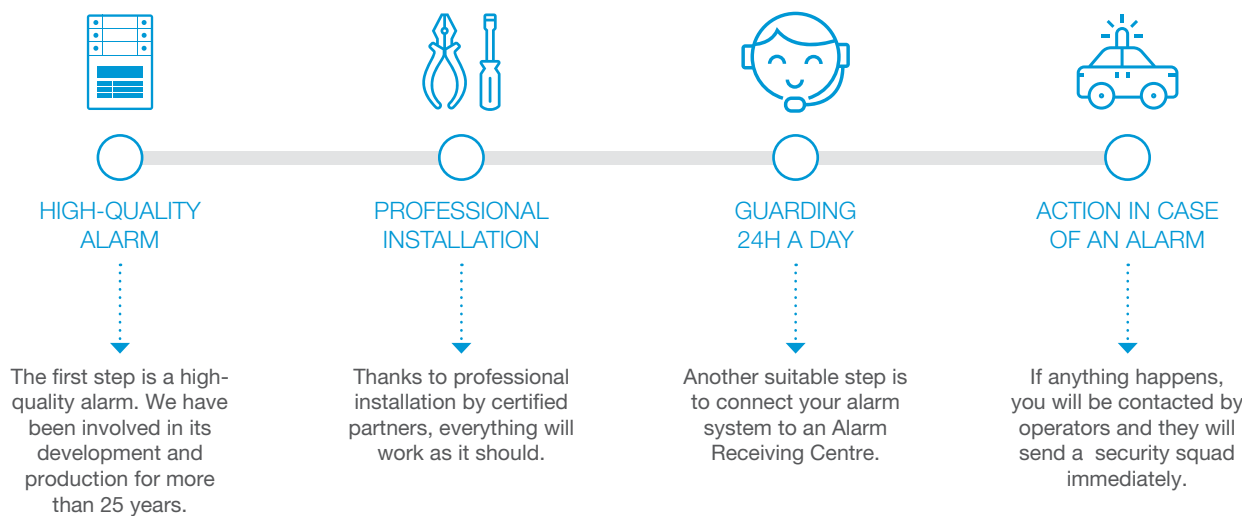 HIGH-QUALITY
ALARM
PROFESSIONAL
INSTALLATION
GUARDING
24H A DAY
ACTION IN CASE
OF AN ALARM
The first step is a high-
quality alarm. We have
been involved in its
development and
production for more
than 25 years.
Thanks to professional
installation by certified
partners, everything will
work as it should.
Another suitable step is
to connect your alarm
system to an Alarm
Receiving Centre.
If anything happens,
you will be contacted by
operators and they will
send a security squad
immediately.